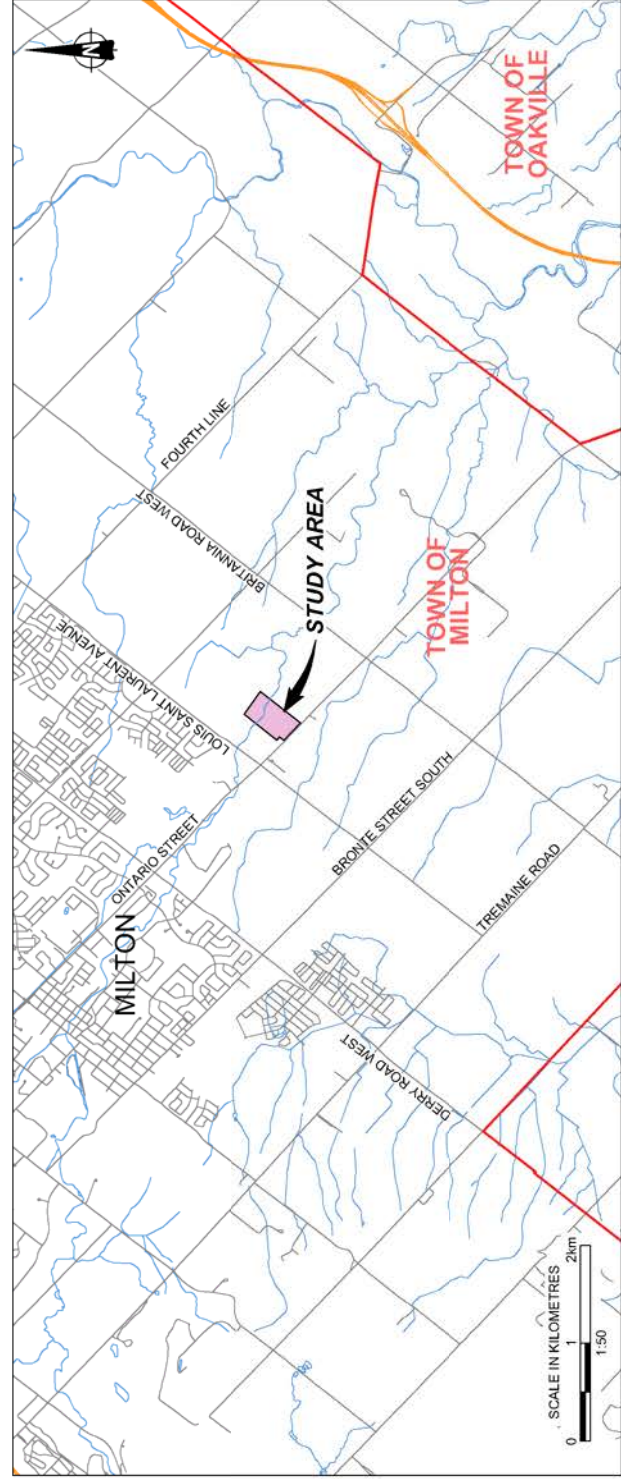 N
TOWN OF
OAKVILLE
FOURTH LINE
BRITANNIA ROAD WEST
STUDY AREA
LOUIS SAINT LAURENT AVENUE
TOWN OF
MILTON
ONTARIO STREET
MILTON
BRONTE STREET SOUTH
TREMAINE ROAD
DERRY ROAD WEST
SCALE IN KILOMETRES
0 1 2km
1:50